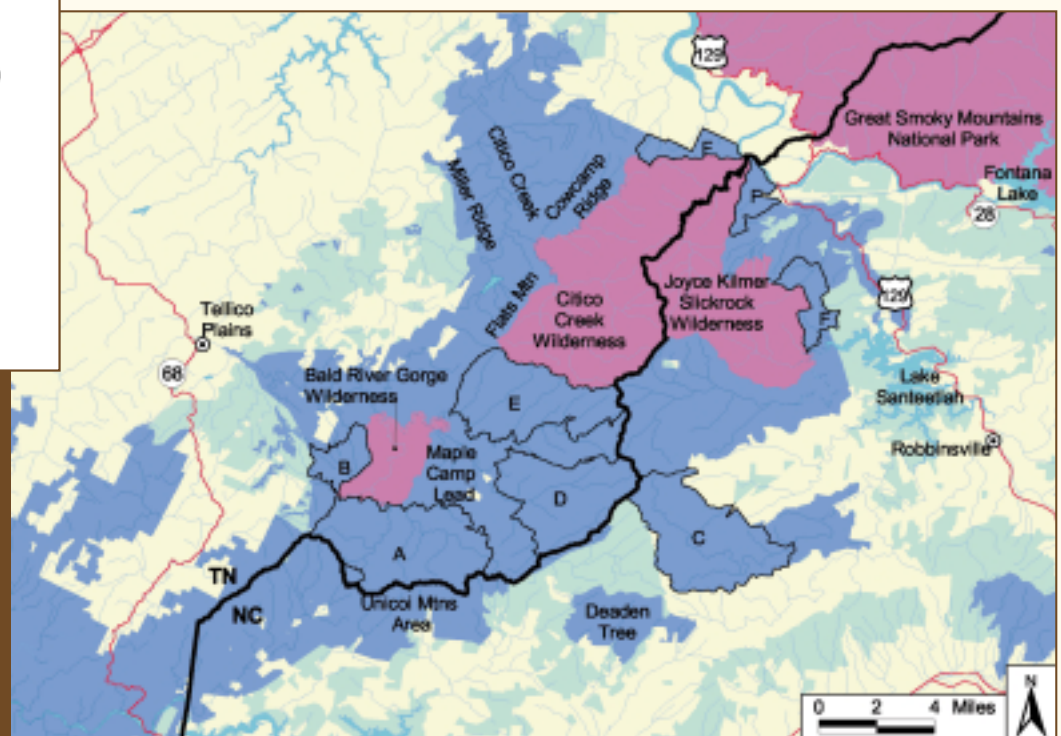 129
Great Smoky Mountains
National Park
Fontana
Lake
28
Citico Creek
Cowcamp
Ridge
Miler Ridge
F
F
Flats Mtn
Citico
Creek
Wilderness
Joyce Kilmer
Slickrock
Wilderness
129
F
Tellico
Plains
68
Bald River Gorge
Wilderness
E
Lake
Santeetlah
Robbinsville
B
Maple
Camp
Lead
D
A
C
TN
NC
Unicoi Mtns
Area
Deaden
Tree
0 2 4 Miles
N